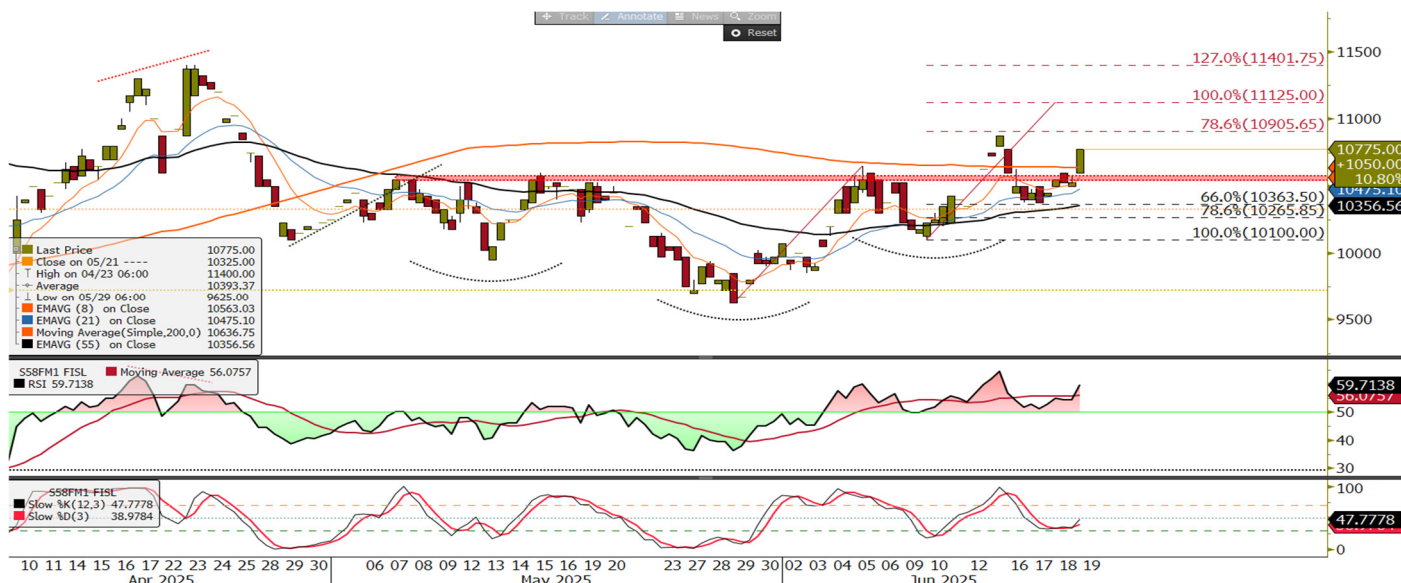 Track Annotate News Zoom
Reset
127.0%(11401.75)
100.0%(11125.00)
78.6%(10905.65)
66.0%(10363.50)
78.6%(10265.85)
100.0%(10100.00)
11500
11000
10775.00
+1050.00
10.80%
10475.10
10356.56
10000
9500
Last Price 10775.00
Close on 05/21 ---- 10325.00
High on 04/23 06:00 11400.00
Average 10393.37
Low on 05/29 06:00 9625.00
EMAVG (8) on Close 10563.03
EMAVG (21) on Close 10475.10
Moving Average(Simple,200,0) 10636.75
EMAVG (55) on Close 10356.56
S58FM1 FISL Moving Average 56.0757
RSI 59.7138
59.7138
56.0757
50
40
30
S58FM1 FISL
Slow %K(12,3) 47.7778
Slow %D(3) 38.9784
100
47.7778
0
10 11 14 15 16 17 22 23 24 25 28 29 30 06 07 08 09 12 13 14 15 16 19 20 23 27 28 29 30 02 03 05 06 09 10 12 16 17 18 19
Apr 2025 May 2025 Jun 2025